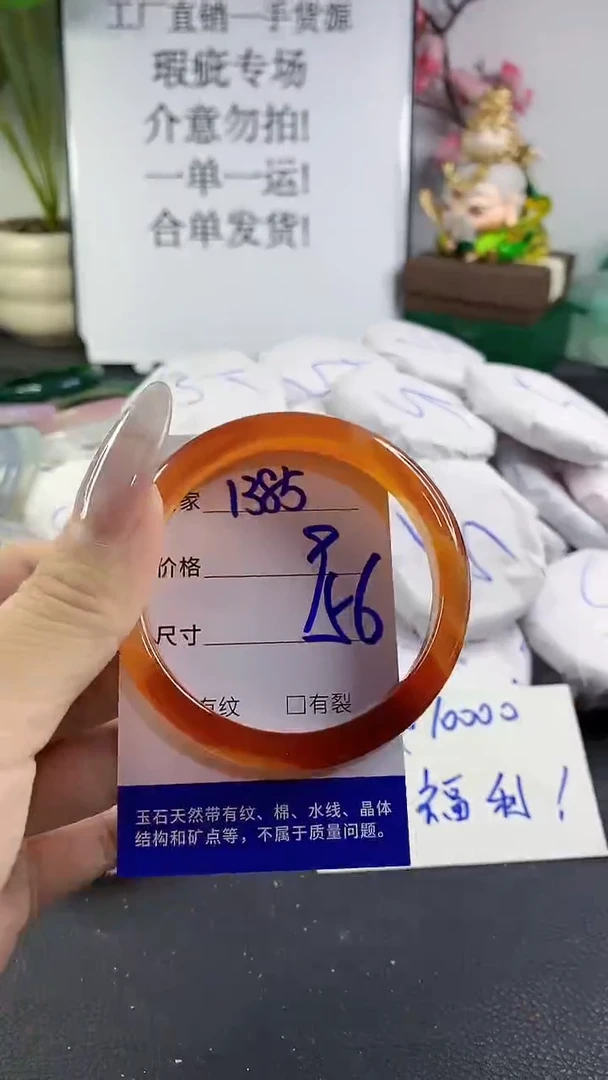 工厂直销一手货源
瑕疵专场
介意勿拍!
一单一运!
合单发货!
家 1385
价格
尺寸 56
有纹 □有裂
玉石天然带有纹、棉、水线、晶体
结构和矿点等，不属于质量问题。
10000
福利!